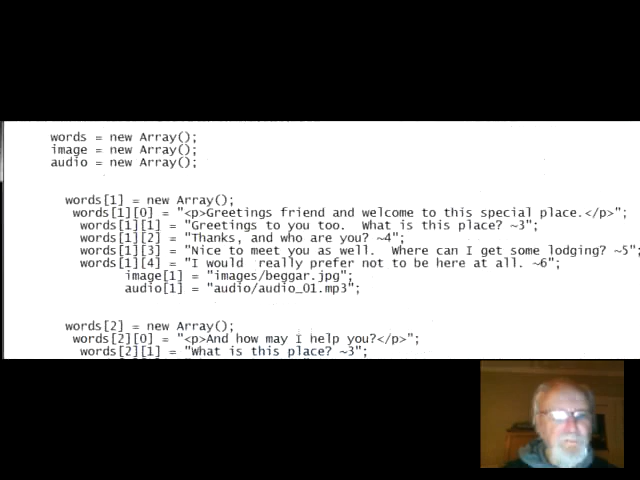 words = new Array();
image = new Array();
audio = new Array();
words[1] = new Array();
words[1][0] = "<p>Greetings friend and welcome to this special place.</p>";
words[1][1] = "Greetings to you too.  What is this place? ~3";
words[1][2] = "Thanks, and who are you? ~4";
words[1][3] = "Nice to meet you as well.  Where can I get some lodging? ~5";
words[1][4] = "I would  really prefer not to be here at all. ~6";
image[1] = "images/beggar.jpg";
audio[1] = "audio/audio_01.mp3";
words[2] = new Array();
words[2][0] = "<p>And how may I help you?</p>";
words[2][1] = "What is this place? ~3";